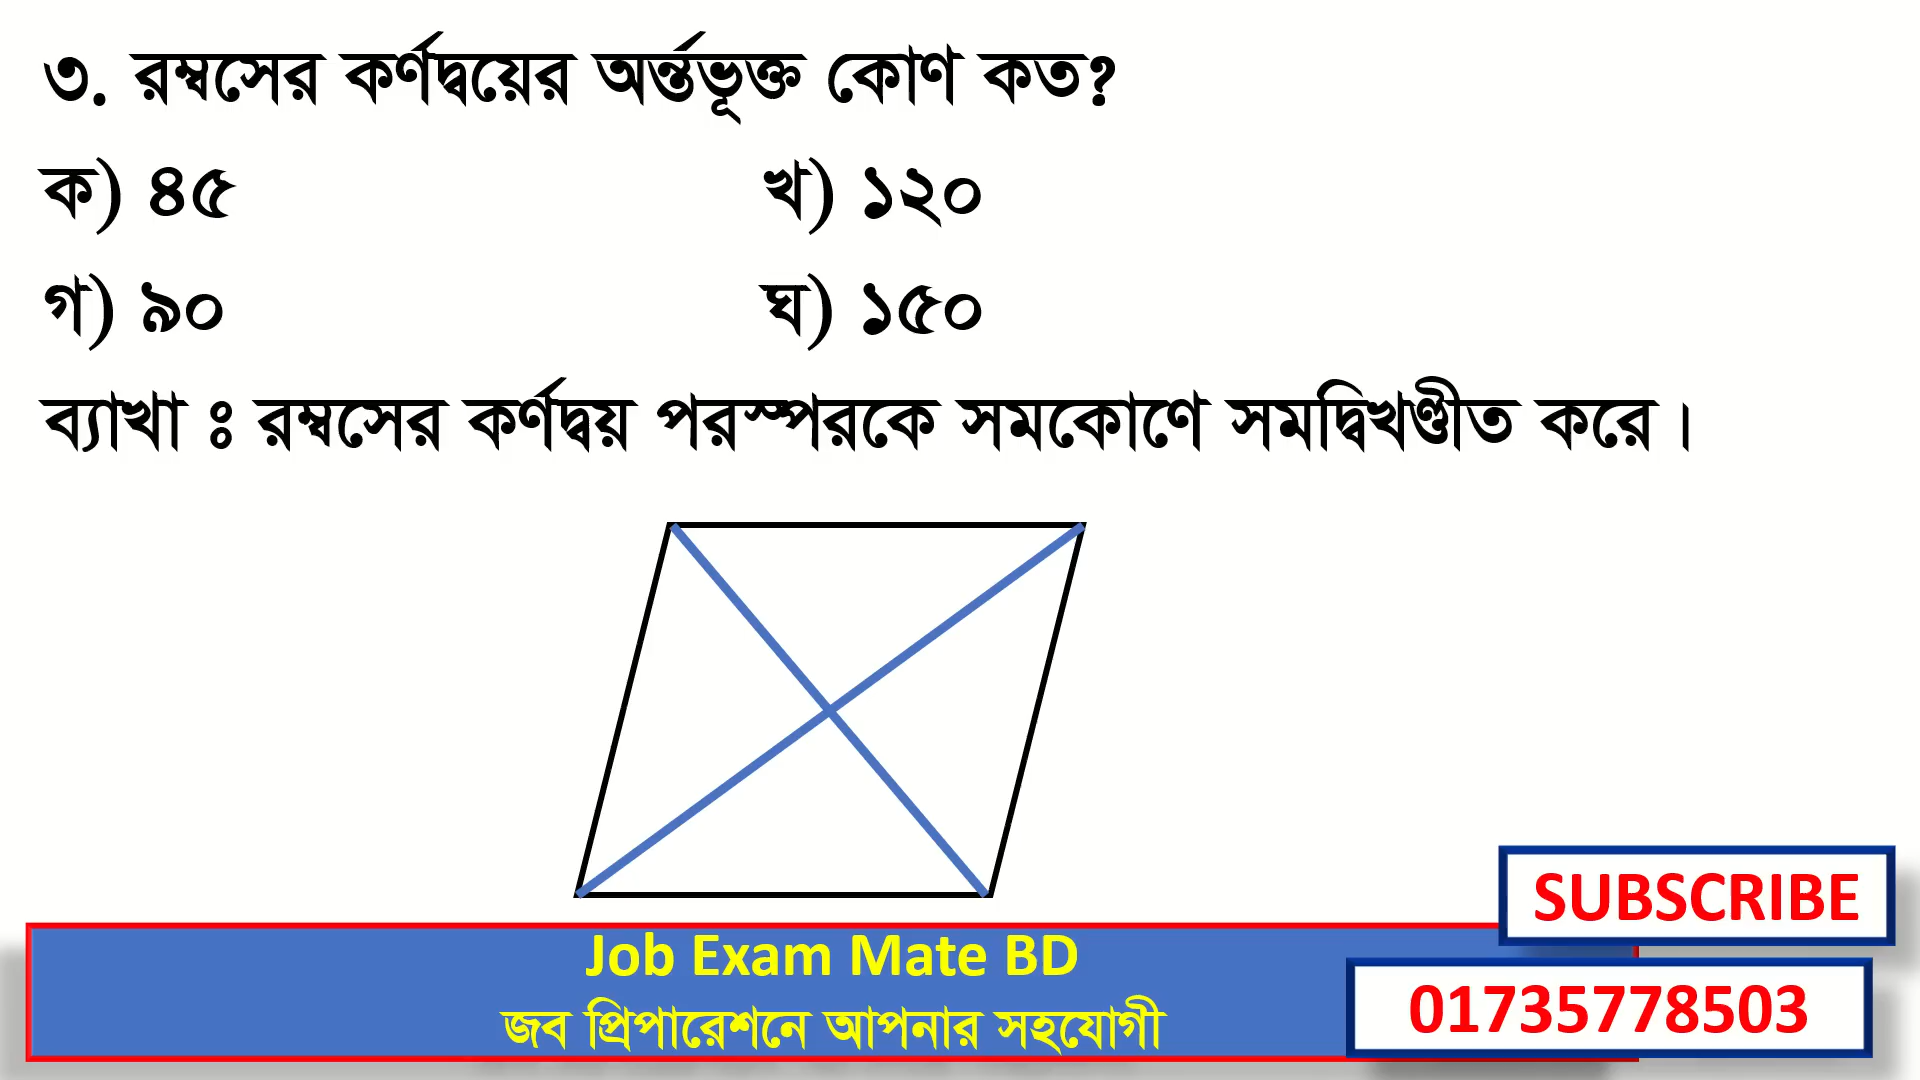 ৩. রম্বসের কর্ণদ্বয়ের অর্ন্তভূক্ত কোণ কত?
ক) ৪৫ খ) ১২০
গ) ৯০ ঘ) ১৫০
ব্যাখা ঃ রম্বসের কর্ণদ্বয় পরস্পরকে সমকোণে সমদ্বিখণ্ডীত করে।
SUBSCRIBE
Job Exam Mate BD
জব প্রিপারেশনে আপনার সহযোগী
01735778503